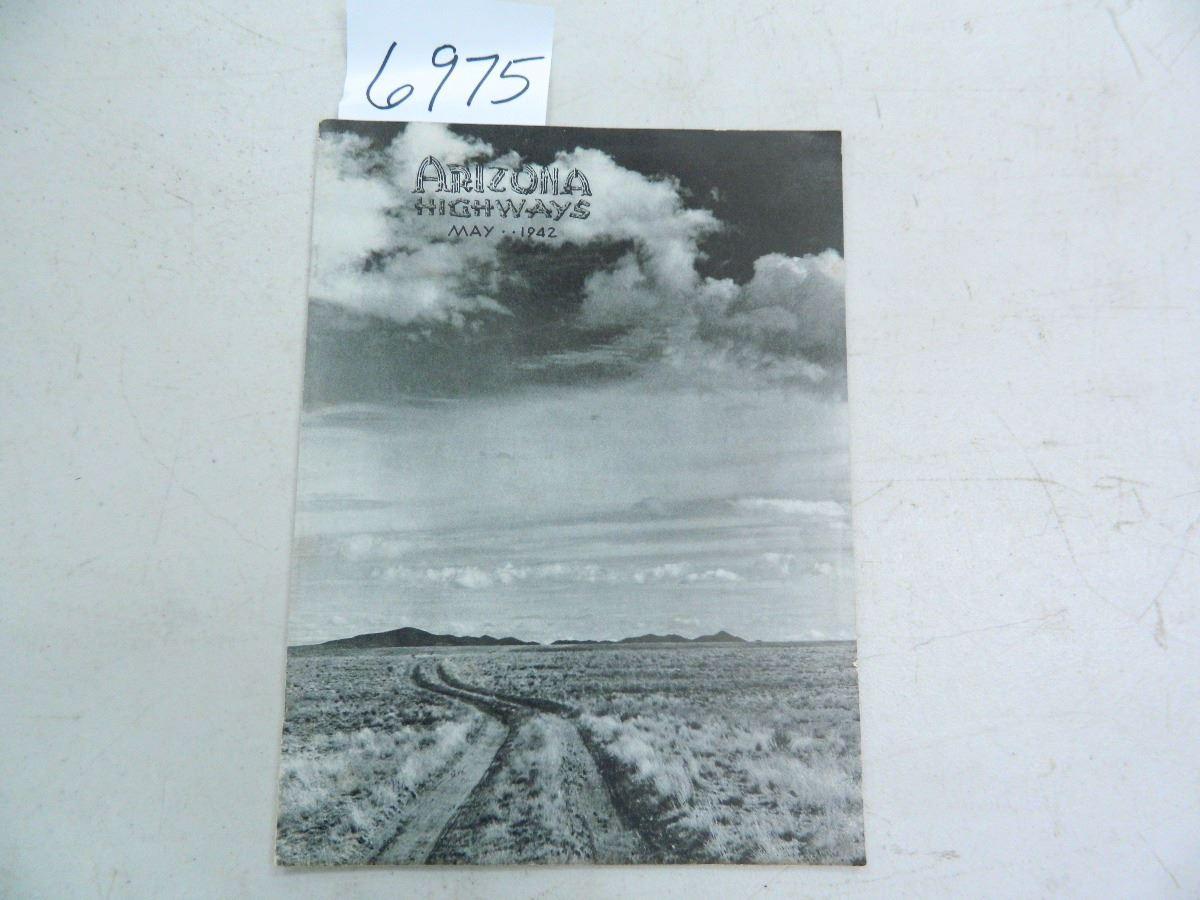 6975
ARIZONA
HIGHWAYS
MAY · · 1942